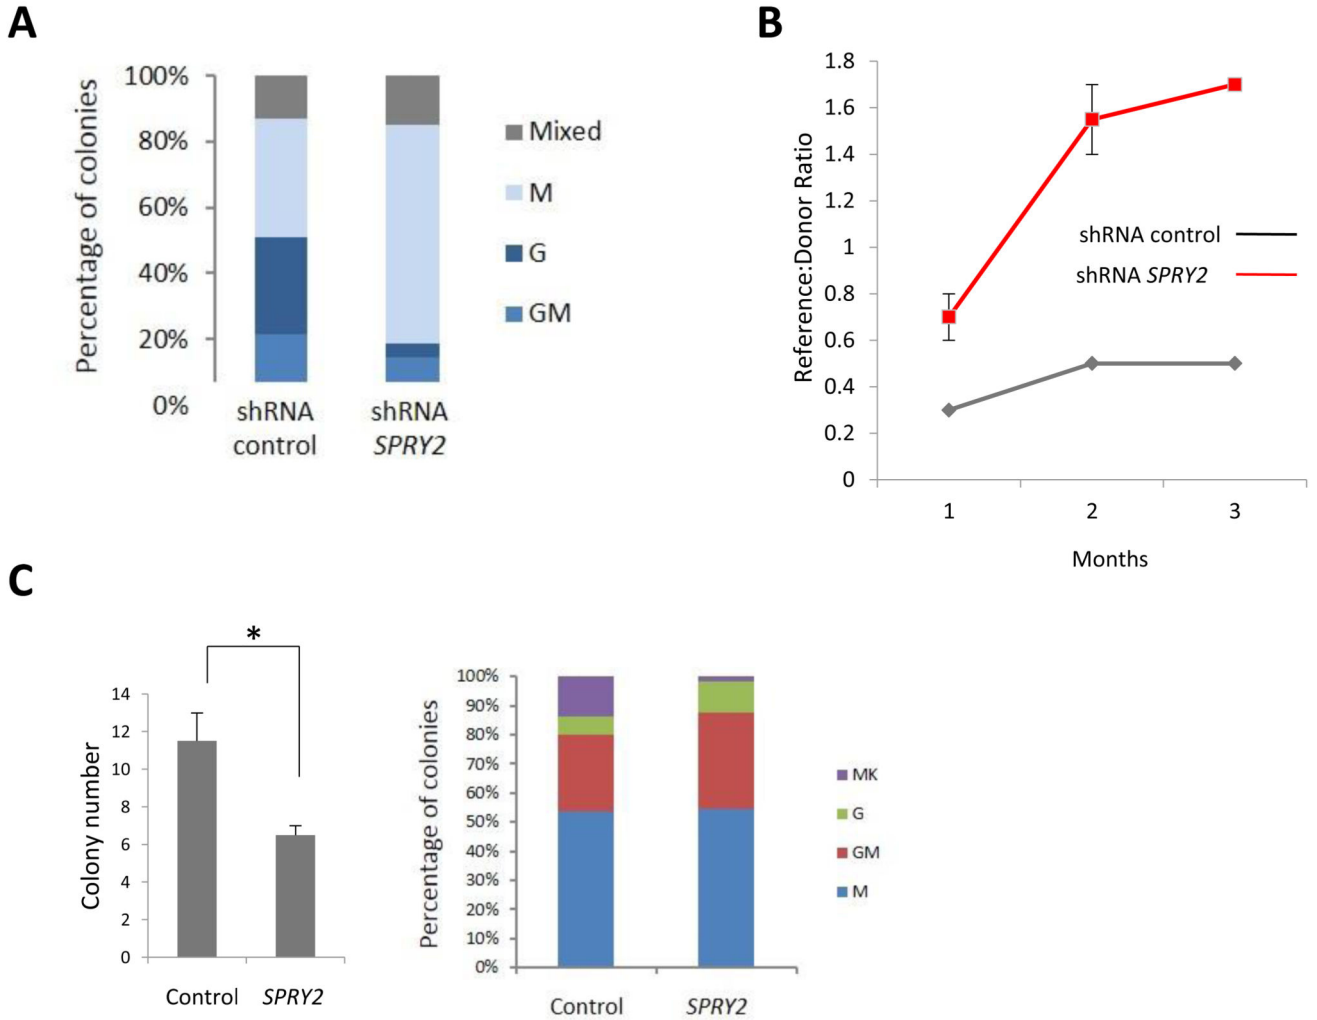 A
Percentage of colonies
100%
80%
60%
40%
20%
0%
shRNA
control
shRNA
SPRY2
Mixed
M
G
GM
B
Reference:Donor Ratio
1.8
1.6
1.4
1.2
1
0.8
0.6
0.4
0.2
0
shRNA control
shRNA SPRY2
1
2
3
Months
C
*
Colony number
14
12
10
8
6
4
2
0
Control
SPRY2
Percentage of colonies
100%
90%
80%
70%
60%
50%
40%
30%
20%
10%
0%
Control
SPRY2
MK
G
GM
M